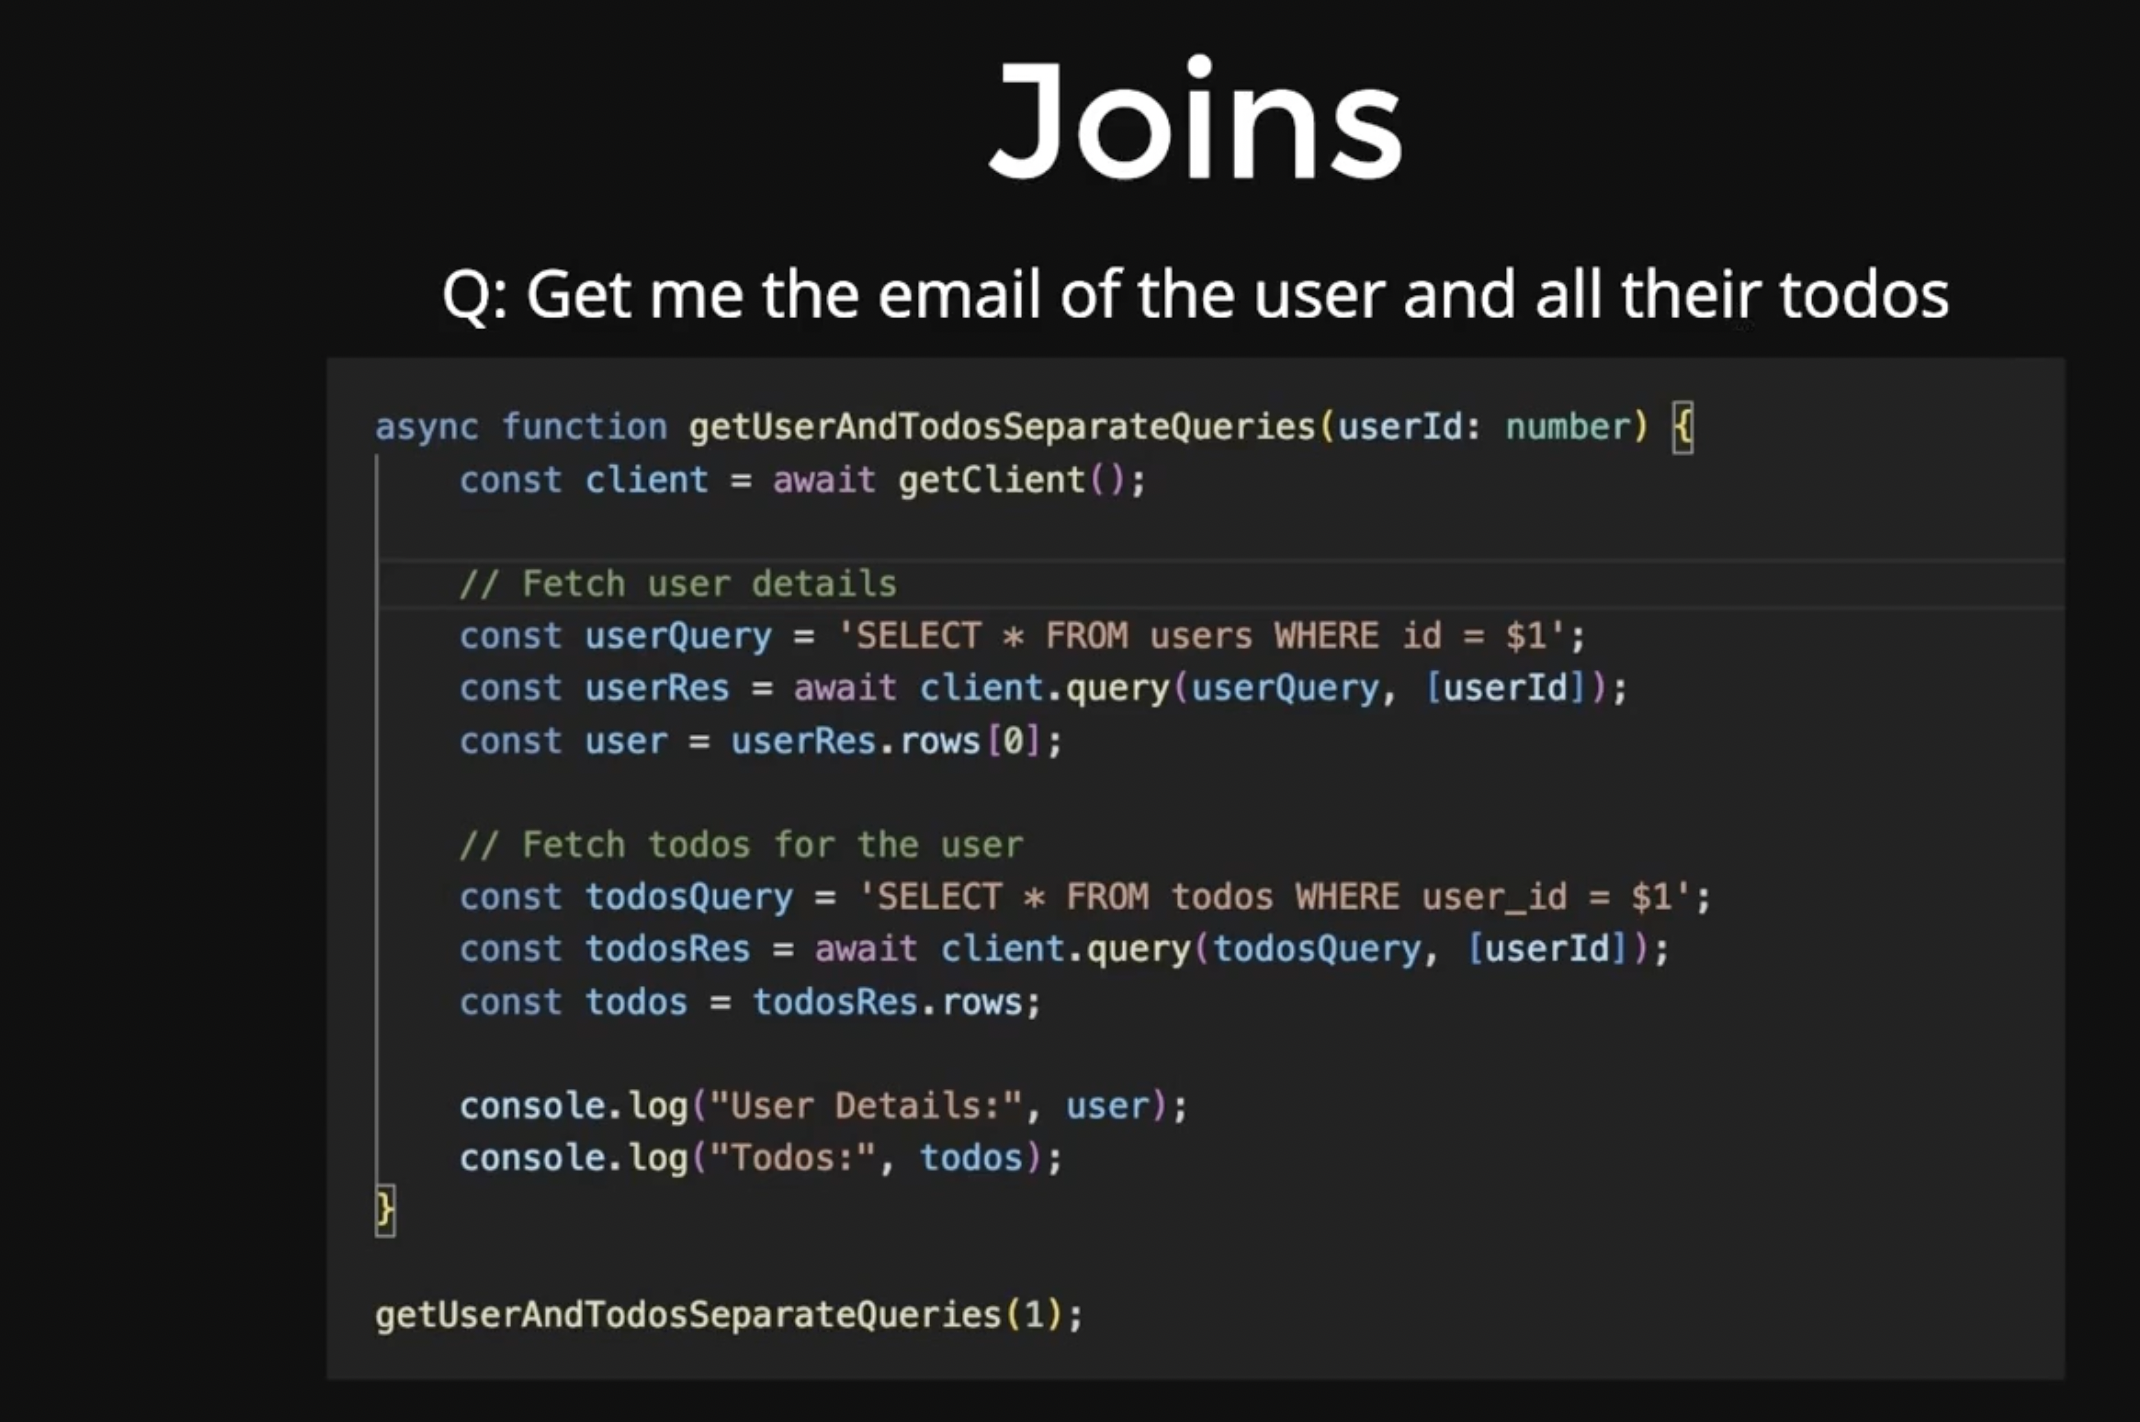 Joins
Q: Get me the email of the user and all their todos
async function getUserAndTodosSeparateQueries(userId: number) {
    const client = await getClient();
    // Fetch user details
    const userQuery = 'SELECT * FROM users WHERE id = $1';
    const userRes = await client.query(userQuery, [userId]);
    const user = userRes.rows[0];
    // Fetch todos for the user
    const todosQuery = 'SELECT * FROM todos WHERE user_id = $1';
    const todosRes = await client.query(todosQuery, [userId]);
    const todos = todosRes.rows;
    console.log("User Details:", user);
    console.log("Todos:", todos);
}
getUserAndTodosSeparateQueries(1);